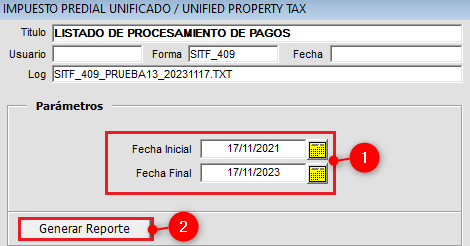 IMPUESTO PREDIAL UNIFICADO / UNIFIED PROPERTY TAX
Título LISTADO DE PROCESAMIENTO DE PAGOS
Usuario Forma SITF_409 Fecha
Log SITF_409_PRUEBA13_20231117.TXT
Parámetros
Fecha Inicial 17/11/2021
1
Fecha Final 17/11/2023
Generar Reporte 2